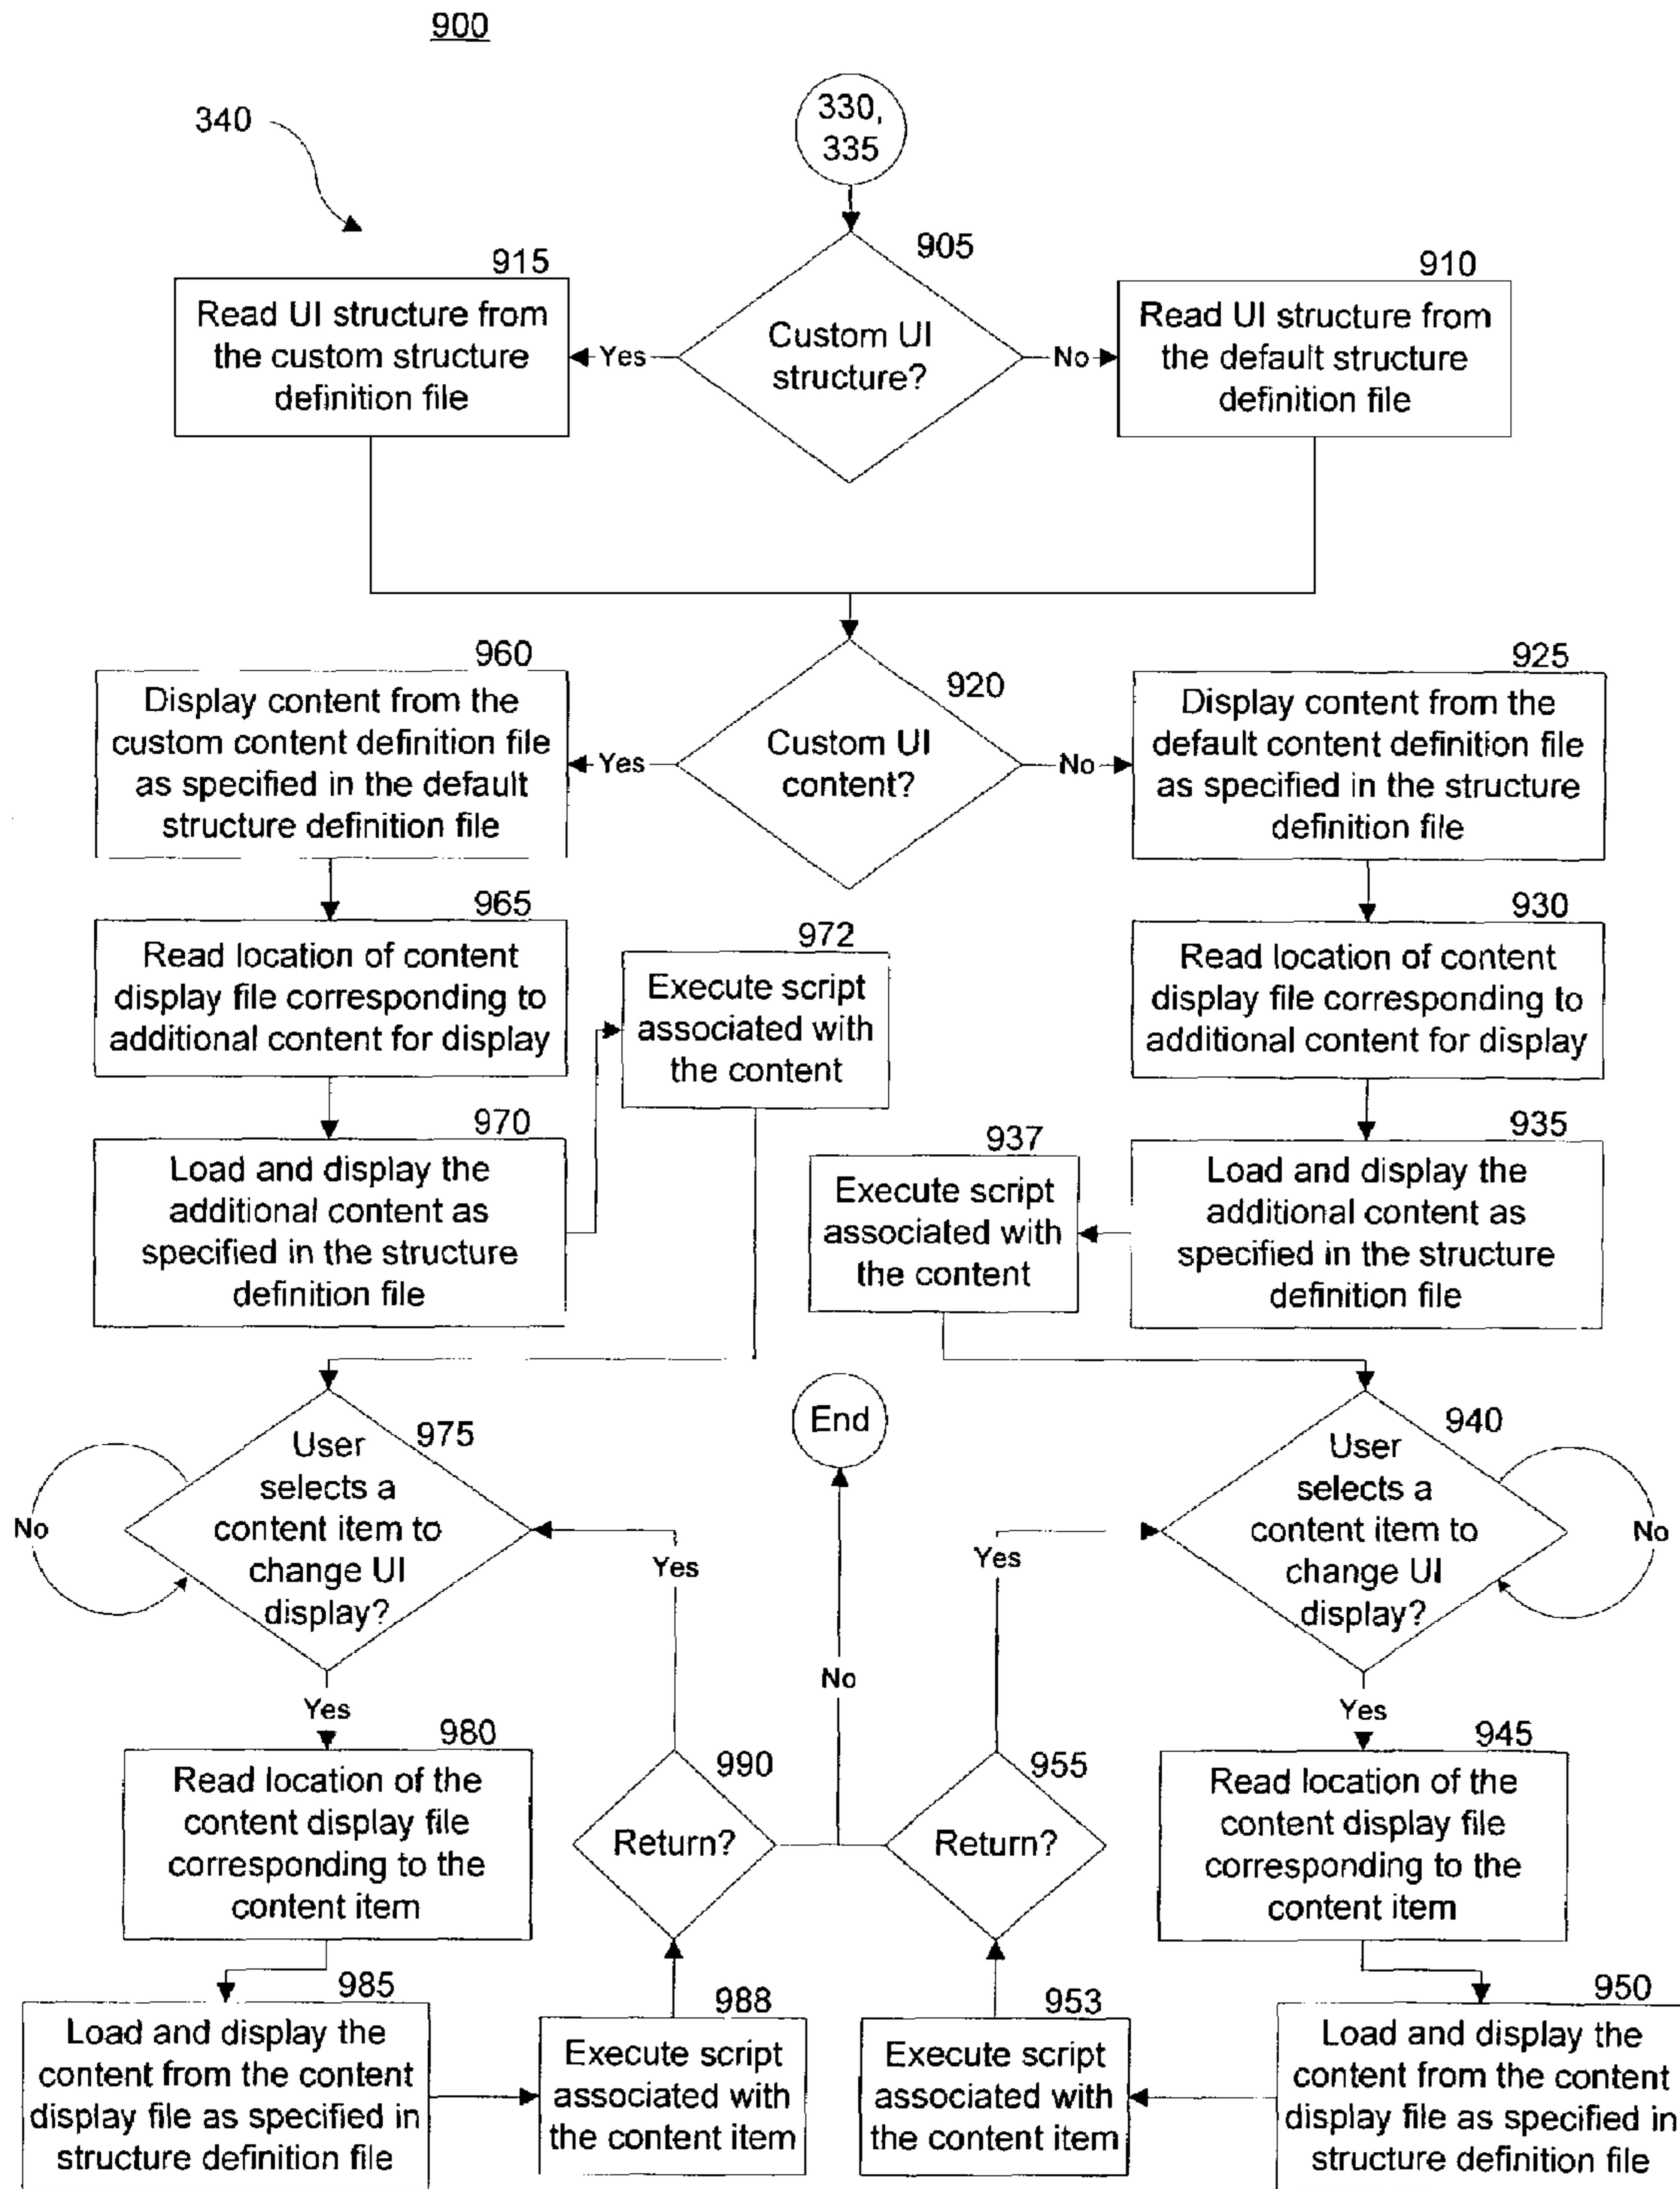 900
340
330,
335
905
Custom UI
structure?
Yes
No
915
Read UI structure from
the custom structure
definition file
910
Read UI structure from
the default structure
definition file
920
Custom UI
content?
Yes
No
960
Display content from the
custom content definition file
as specified in the default
structure definition file
925
Display content from the
default content definition file
as specified in the structure
definition file
965
Read location of content
display file corresponding to
additional content for display
972
Execute script
associated with
the content
930
Read location of content
display file corresponding to
additional content for display
970
Load and display the
additional content as
specified in the structure
definition file
937
Execute script
associated with
the content
935
Load and display the
additional content as
specified in the structure
definition file
975
User
selects a
content item to
change UI
display?
No
Yes
End
No
940
User
selects a
content item to
change UI
display?
No
Yes
980
Read location of the
content display file
corresponding to the
content item
990
Return?
Yes
955
Return?
Yes
945
Read location of the
content display file
corresponding to the
content item
985
Load and display the
content from the content
display file as specified in
structure definition file
988
Execute script
associated with
the content item
953
Execute script
associated with
the content item
950
Load and display the
content from the content
display file as specified in
structure definition file